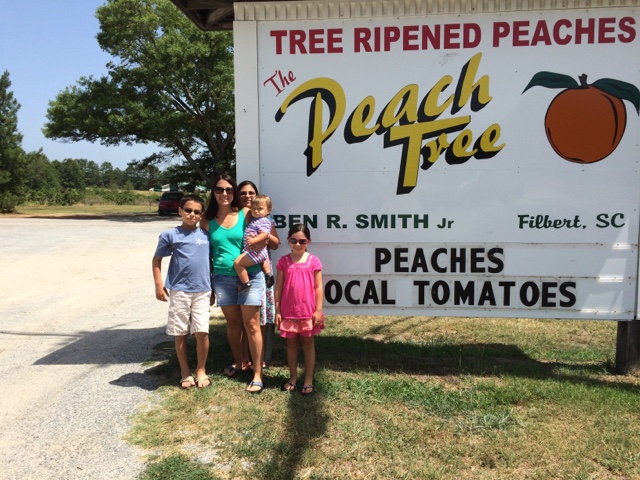 TREE RIPENED PEACHES
The
Peach
Tree
BEN R. SMITH Jr
Filbert, SC
PEACHES
OCAL TOMATOES